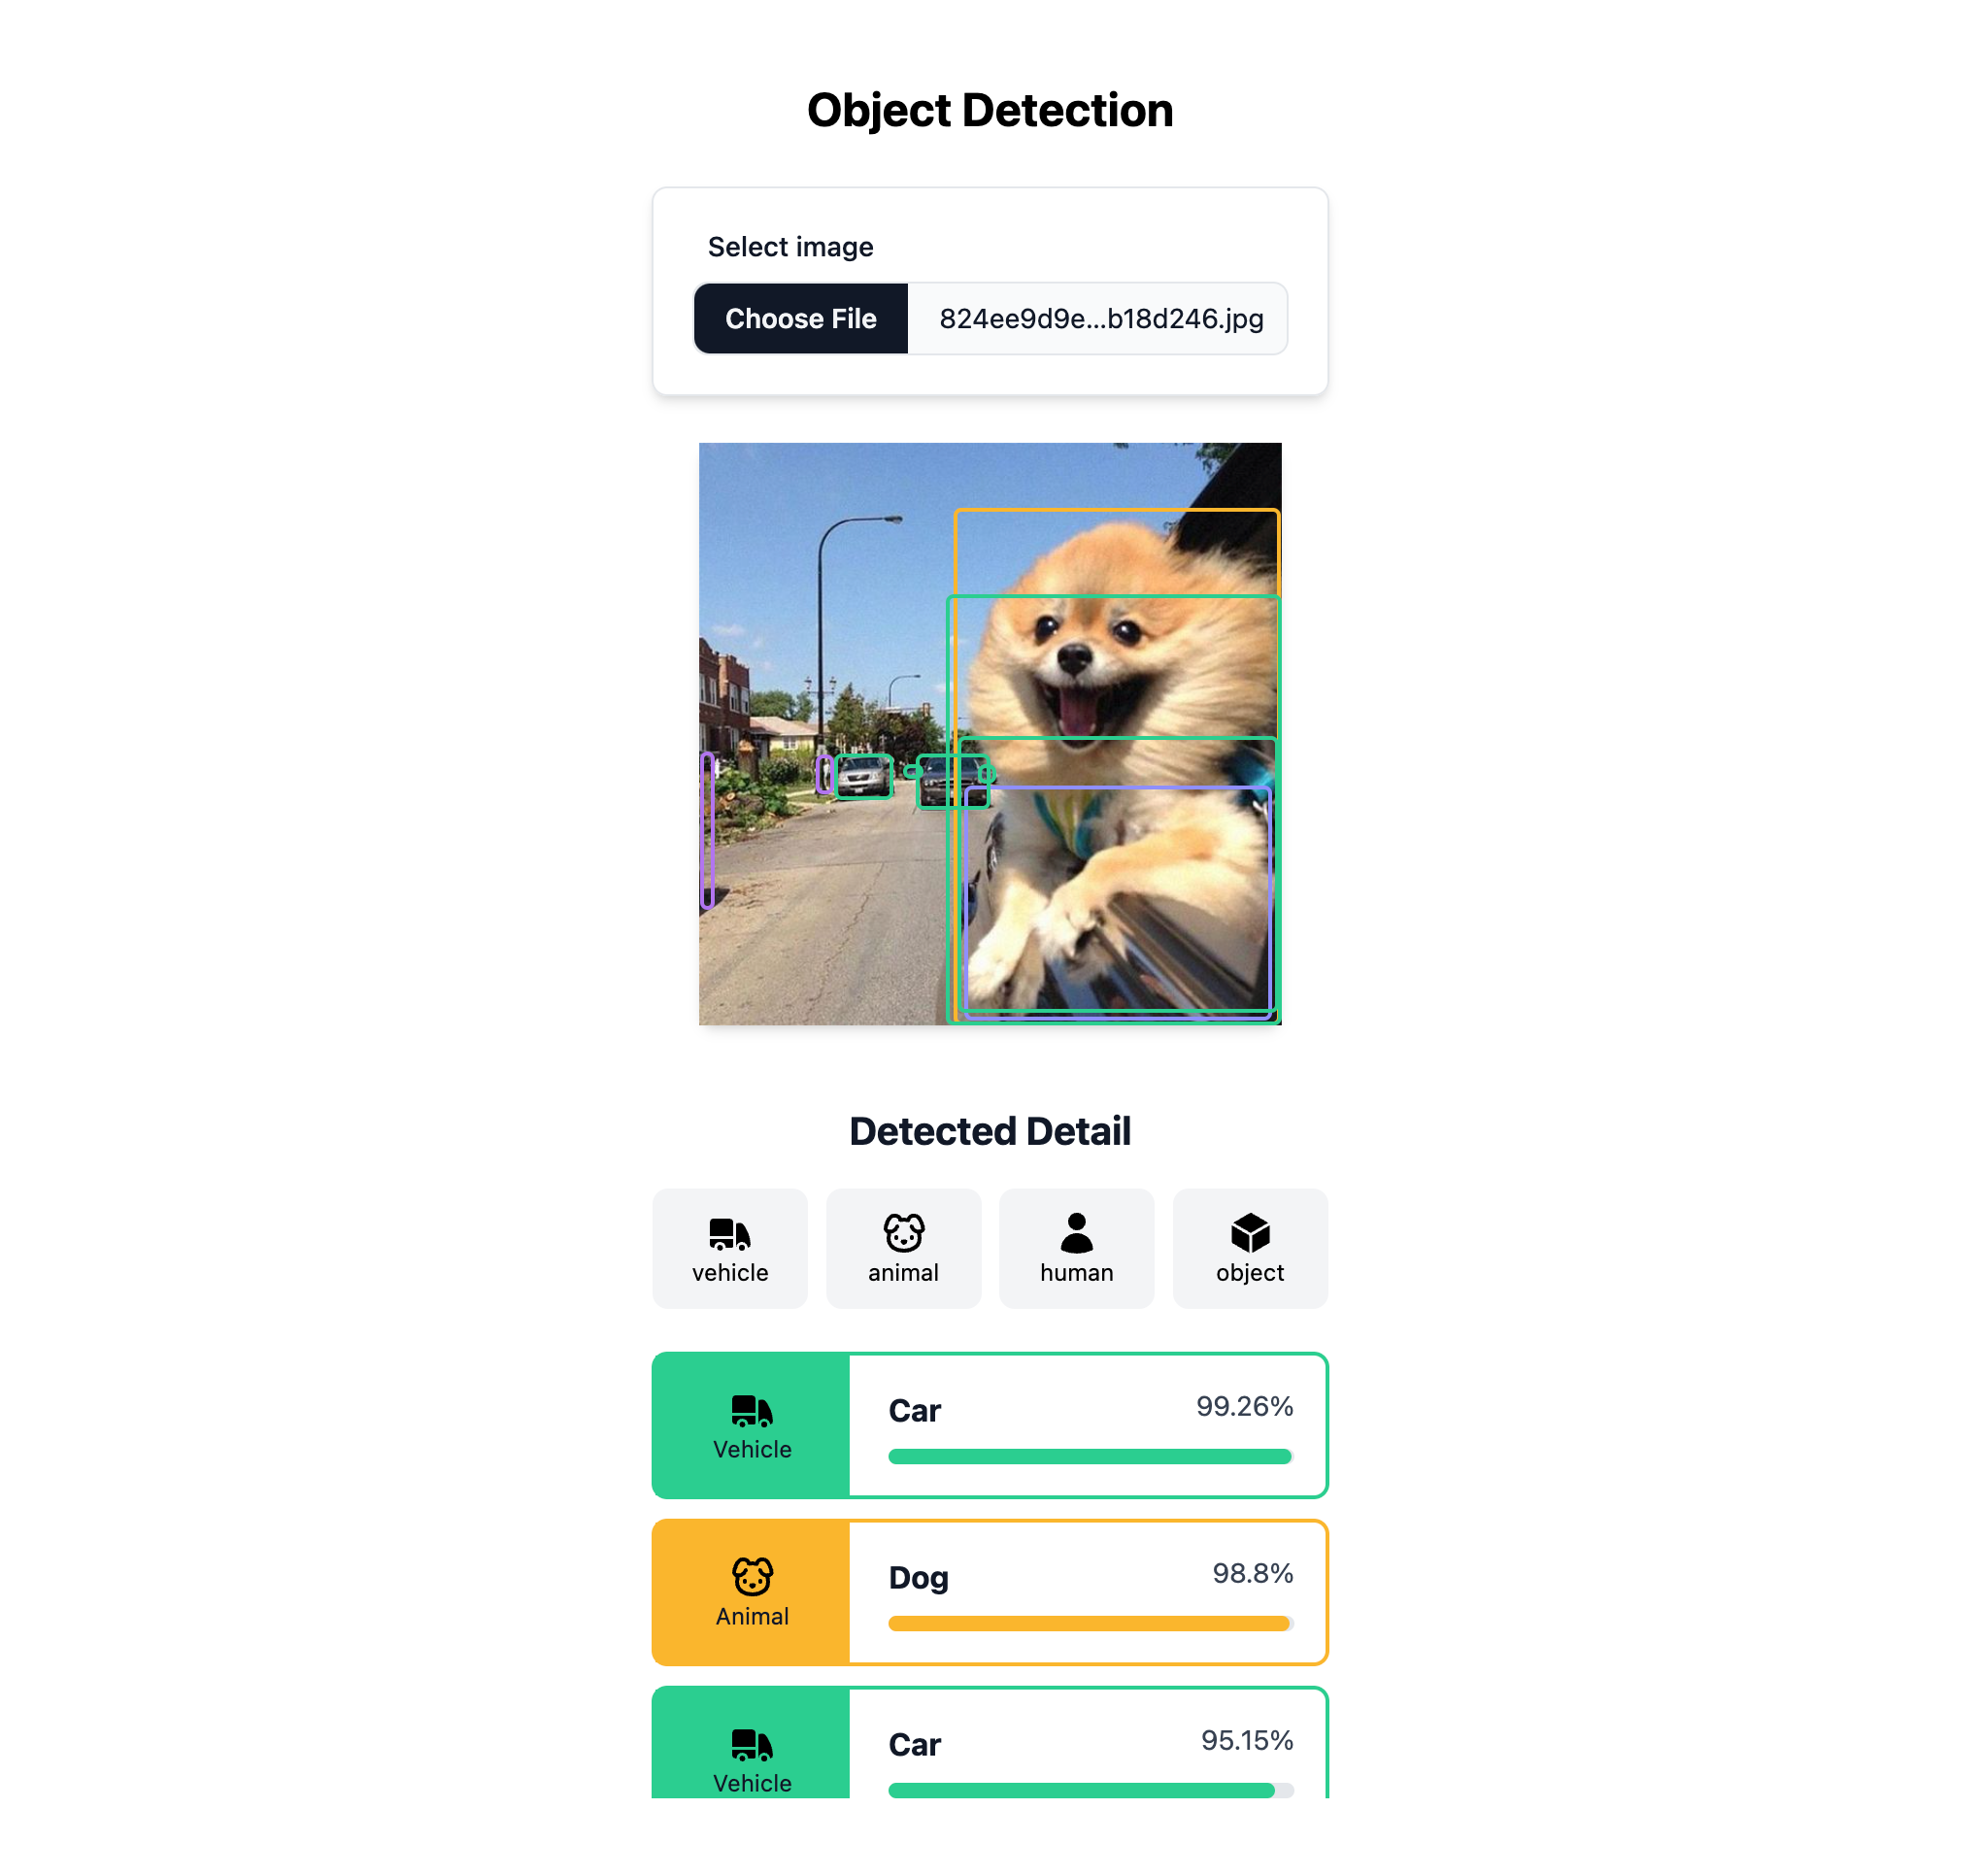 Object Detection
Select image
Choose File 824ee9d9e...b18d246.jpg
Detected Detail
vehicle animal human object
Car 99.26%
Vehicle
Dog 98.8%
Animal
Car 95.15%
Vehicle